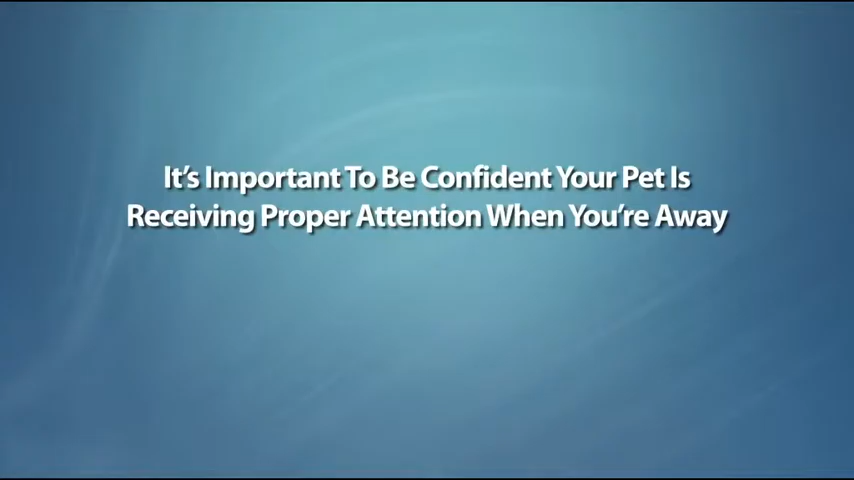 It's Important To Be Confident Your Pet Is
Receiving Proper Attention When You're Away